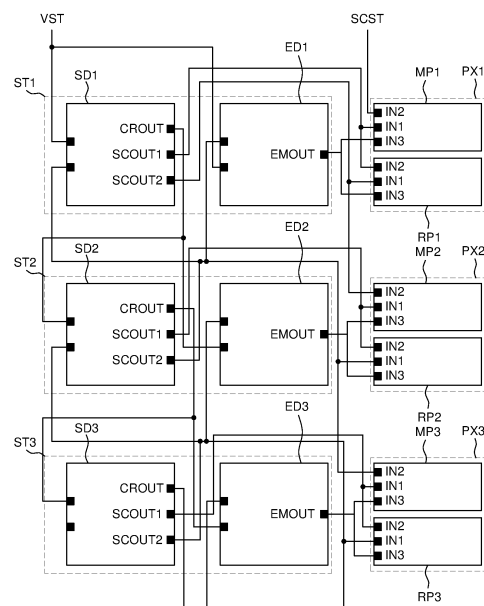 VST
SCST
ST1
SD1
ED1
MP1
PX1
CROUT
SCOUT1
SCOUT2
EMOUT
IN2
IN1
IN3
IN2
IN1
IN3
RP1
ST2
SD2
ED2
MP2
PX2
CROUT
SCOUT1
SCOUT2
EMOUT
IN2
IN1
IN3
IN2
IN1
IN3
RP2
ST3
SD3
ED3
MP3
PX3
CROUT
SCOUT1
SCOUT2
EMOUT
IN2
IN1
IN3
IN2
IN1
IN3
RP3